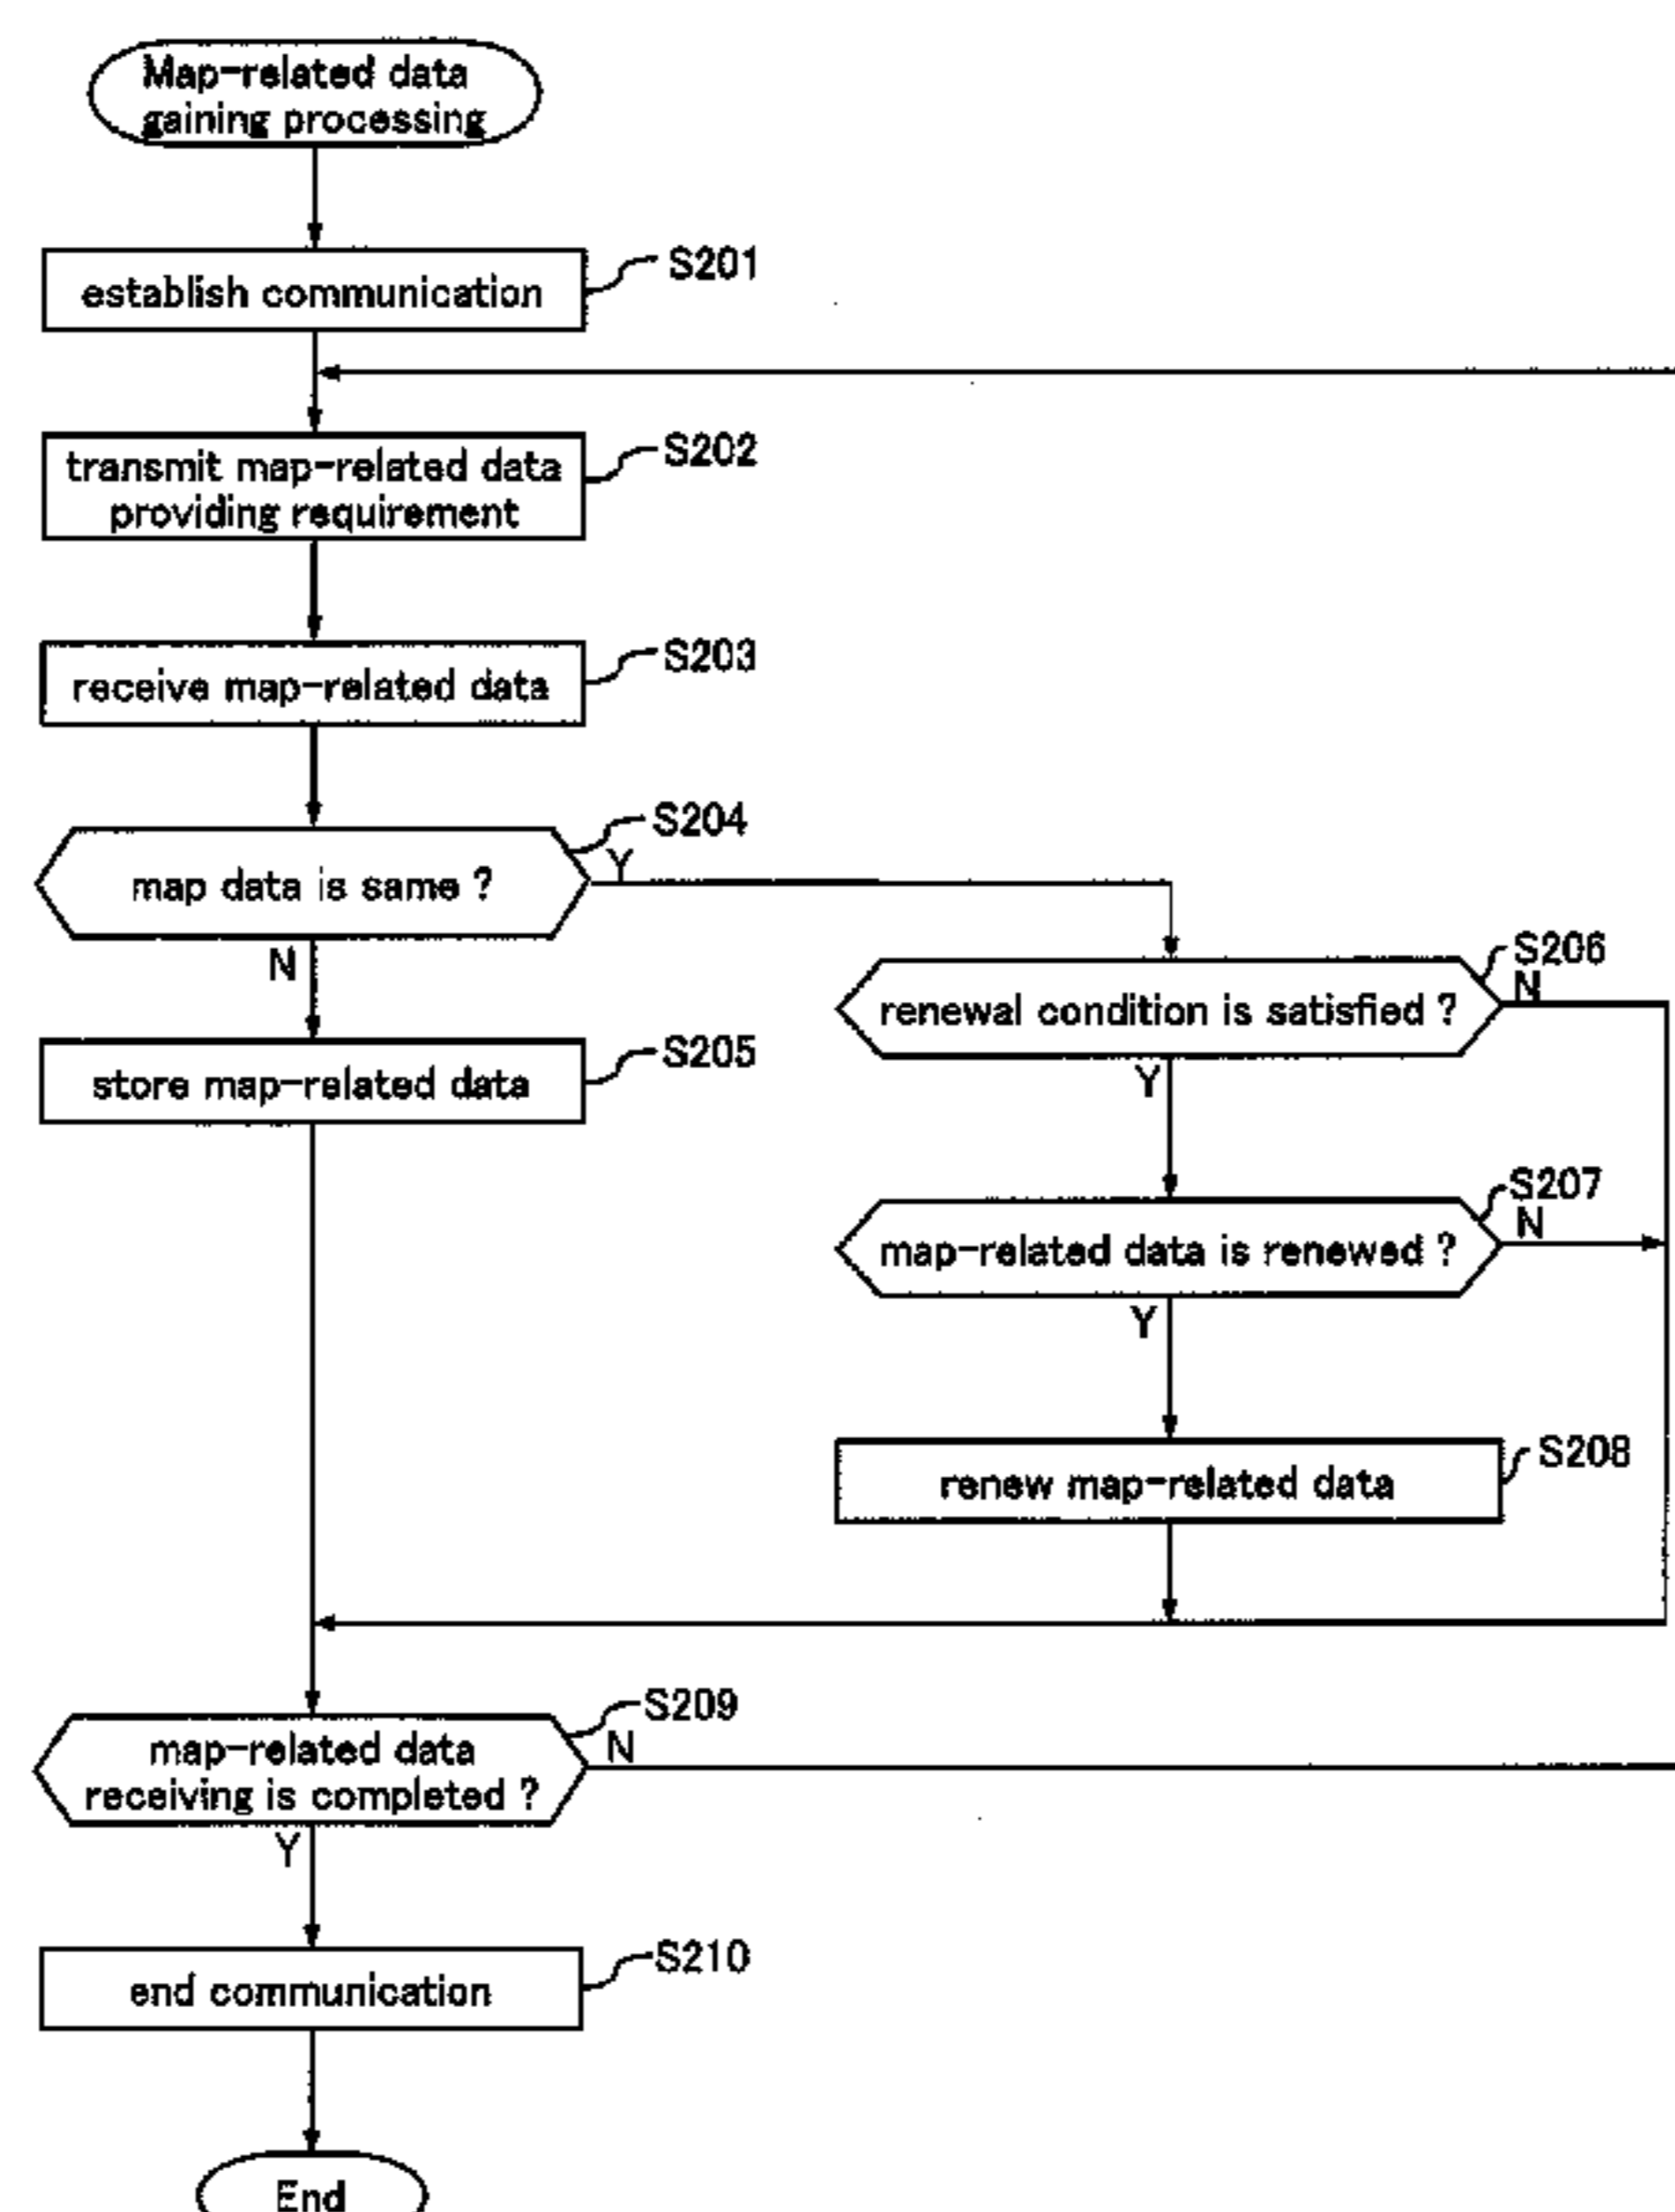 Map-related data
gaining processing
establish communication
S201
transmit map-related data
providing requirement
S202
receive map-related data
S203
map data is same ?
S204
Y
N
store map-related data
S205
renewal condition is satisfied ?
S206
N
Y
map-related data is renewed ?
S207
N
Y
renew map-related data
S208
map-related data
receiving is completed ?
S209
N
Y
end communication
S210
End